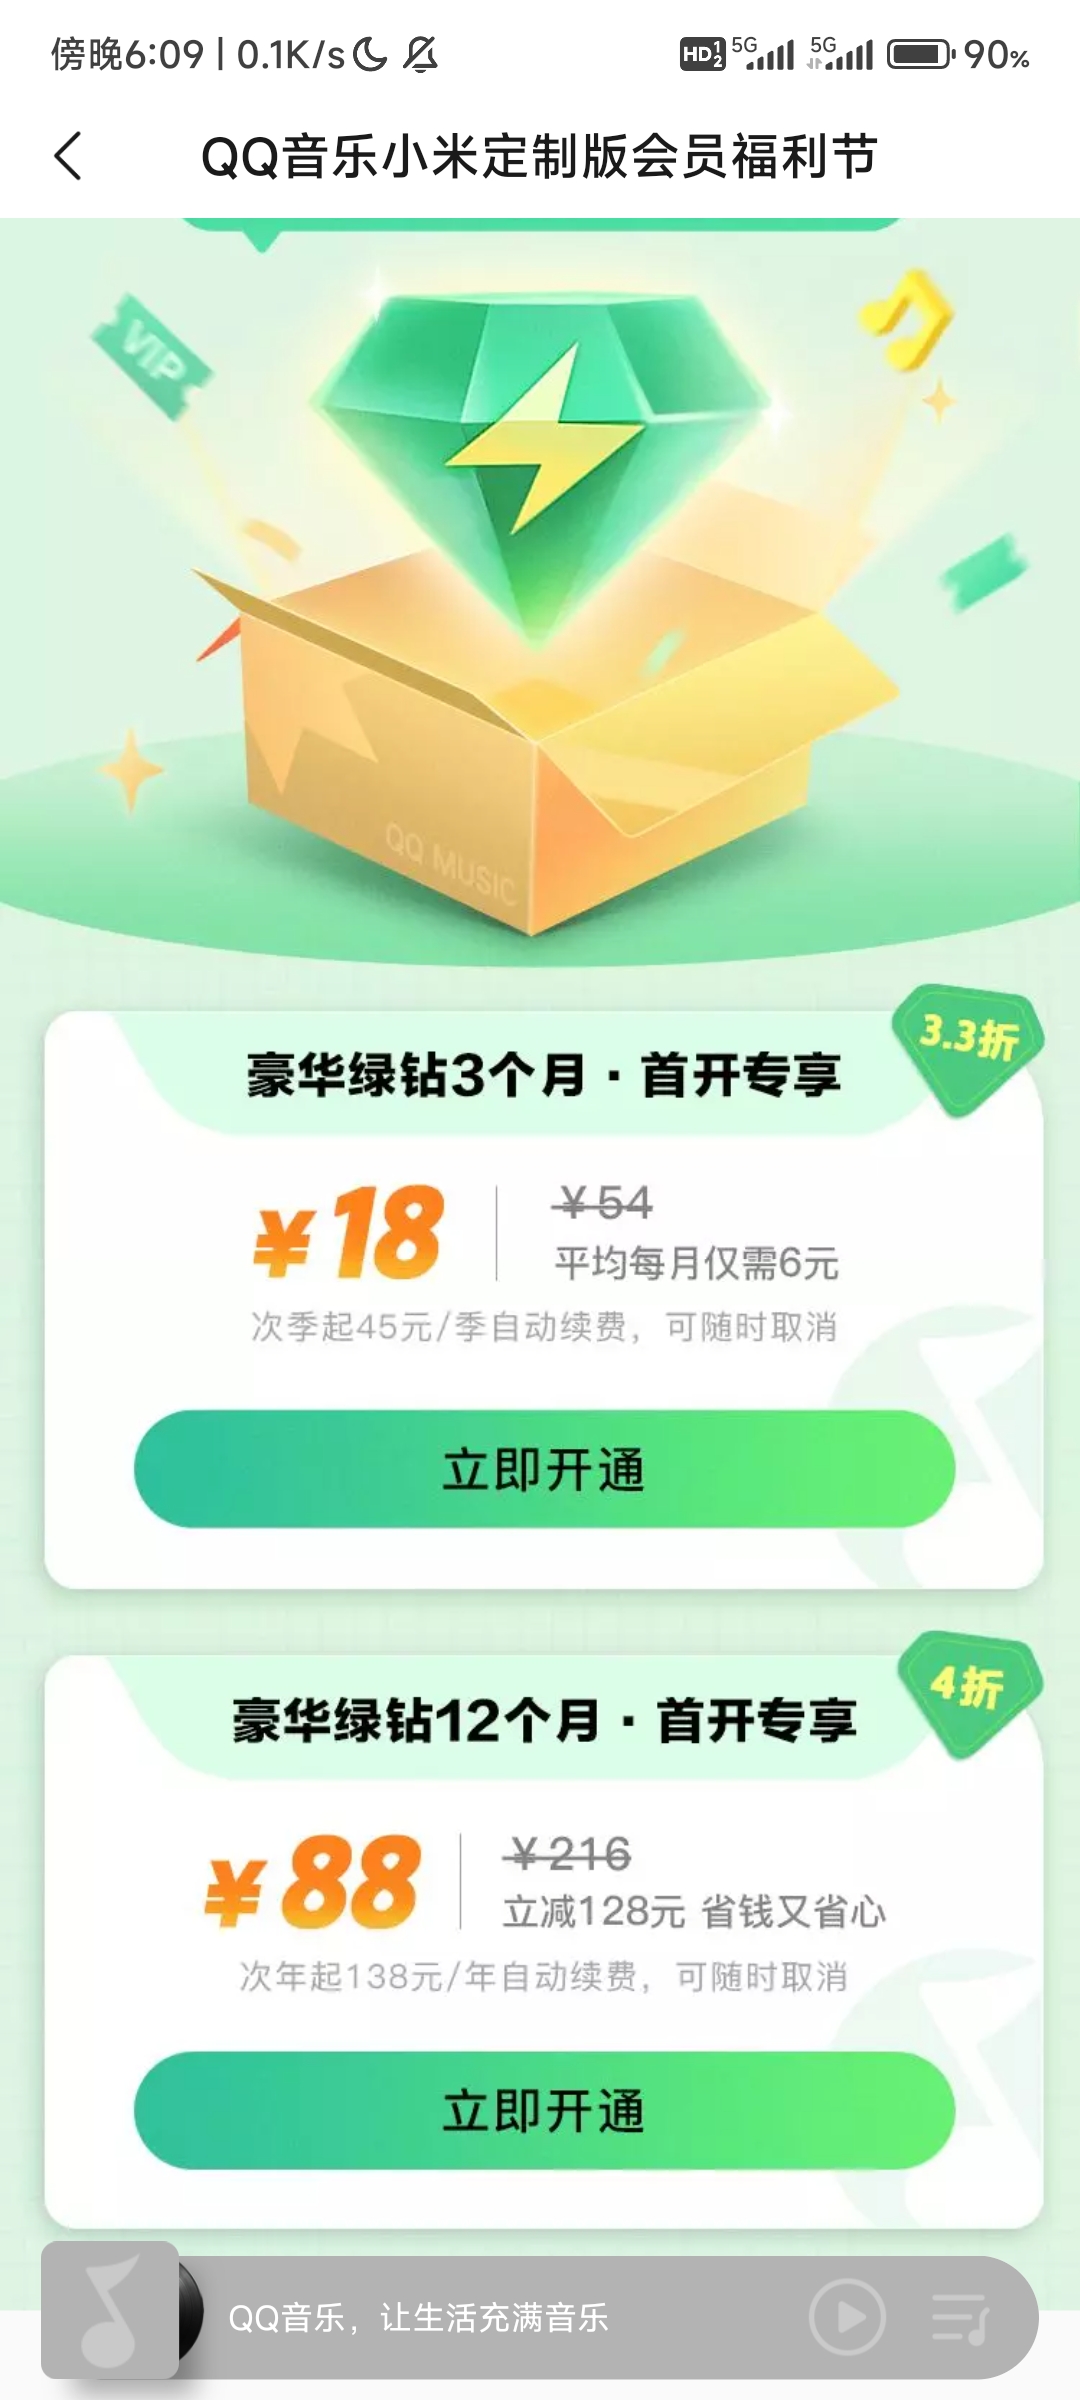 傍晚6:09 | 0.1K/s
HD 1 2 5G 5G 90%
QQ音乐小米定制版会员福利节
VIP
QQ MUSIC
3.3折
豪华绿钻3个月·首开专享
¥18
¥54
平均每月仅需6元
次季起45元/季自动续费，可随时取消
立即开通
4折
豪华绿钻12个月·首开专享
¥88
¥216
立减128元 省钱又省心
次年起138元/年自动续费，可随时取消
立即开通
QQ音乐，让生活充满音乐